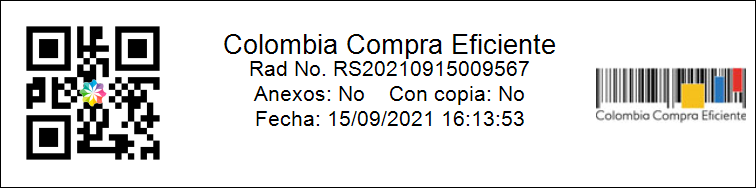 Colombia Compra Eficiente
Rad No. RS20210915009567
Anexos: No Con copia: No
Fecha: 15/09/2021 16:13:53
Colombia Compra Eficiente